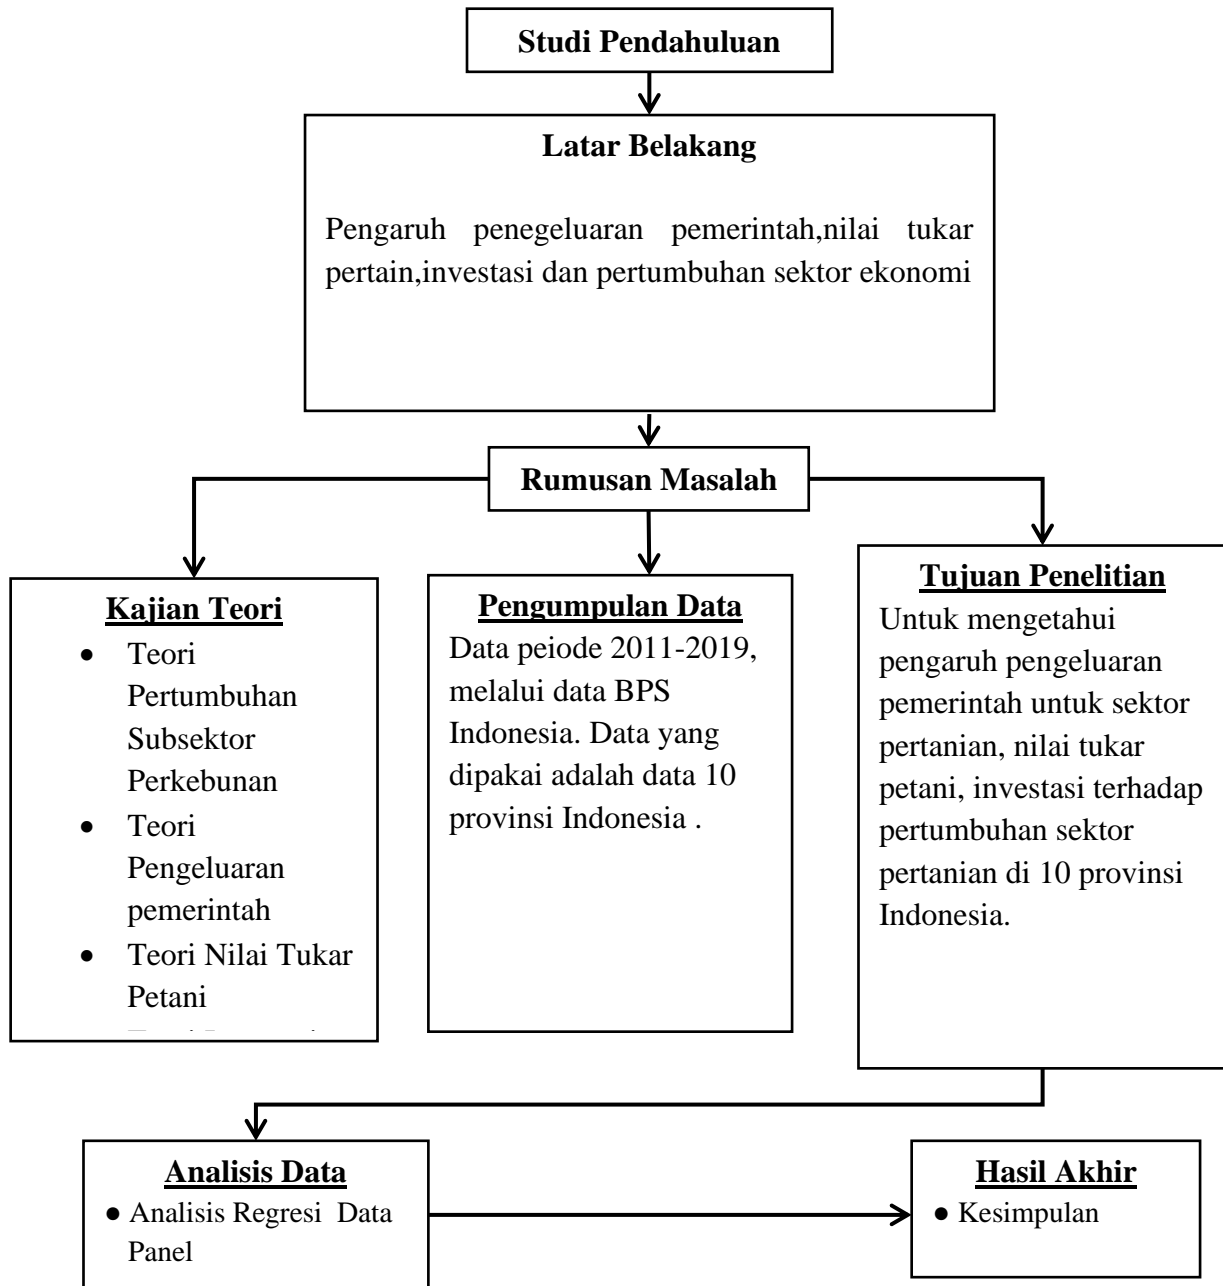 Studi Pendahuluan
Latar Belakang
Pengaruh penegeluaran pemerintah,nilai tukar
pertain,investasi dan pertumbuhan sektor ekonomi
Rumusan Masalah
Kajian Teori
• Teori
Pertumbuhan
Subsektor
Perkebunan
• Teori
Pengeluaran
pemerintah
• Teori Nilai Tukar
Petani
Pengumpulan Data
Data peiode 2011-2019,
melalui data BPS
Indonesia. Data yang
dipakai adalah data 10
provinsi Indonesia .
Tujuan Penelitian
Untuk mengetahui
pengaruh pengeluaran
pemerintah untuk sektor
pertanian, nilai tukar
petani, investasi terhadap
pertumbuhan sektor
pertanian di 10 provinsi
Indonesia.
Analisis Data
• Analisis Regresi Data
Panel
Hasil Akhir
• Kesimpulan